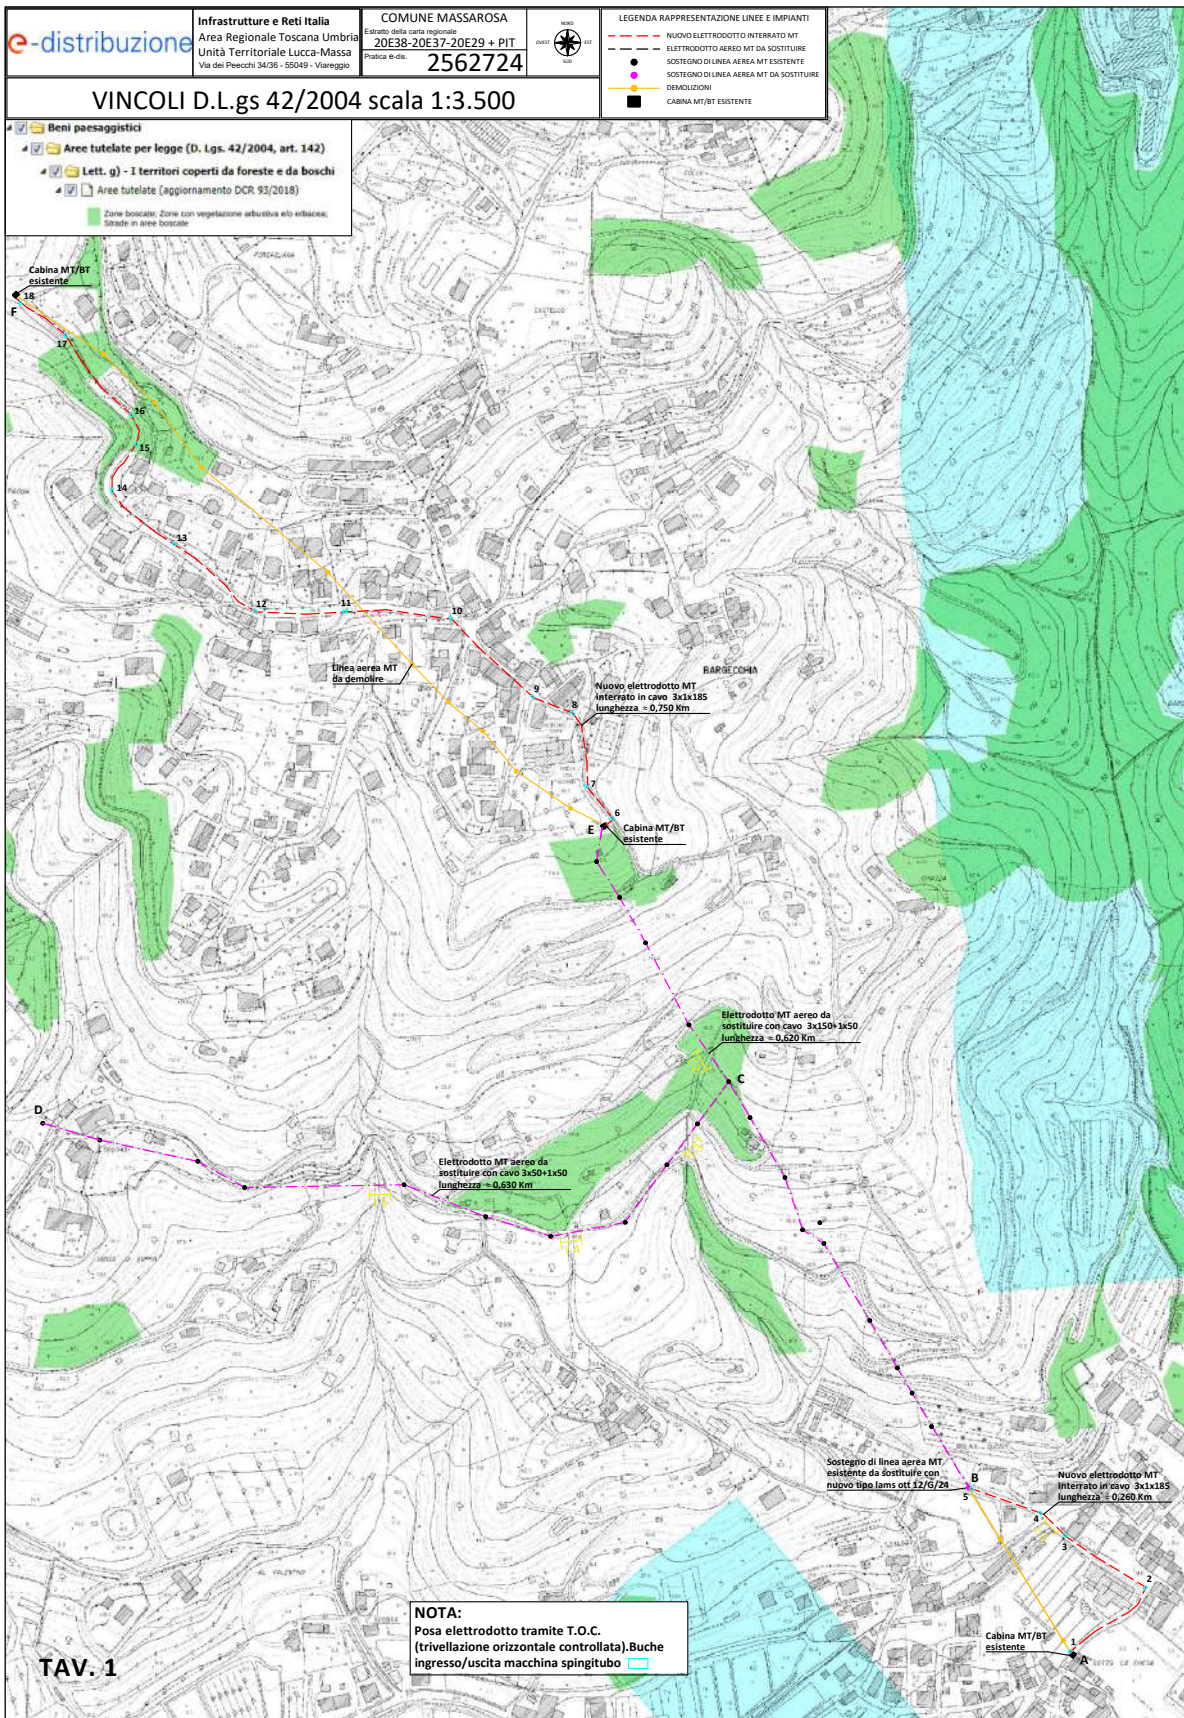 e-distribuzione
Infrastrutture e Reti Italia
Area Regionale Toscana Umbria
Unità Territoriale Lucca-Massa
Via dei Peecchi 34/36 - 55049 - Viareggio
COMUNE MASSAROSA
Estratto della carta regionale
20E38-20E37-20E29 + PIT
Pratica e-dis.
2562724
NORD
OVEST
EST
SUD
LEGENDA RAPPRESENTAZIONE LINEE E IMPIANTI
NUOVO ELETTRODOTTO INTERRATO MT
ELETTRODOTTO AEREO MT DA SOSTITUIRE
SOSTEGNO DI LINEA AEREA MT ESISTENTE
SOSTEGNO DI LINEA AEREA MT DA SOSTITUIRE
DEMOLIZIONI
CABINA MT/BT ESISTENTE
VINCOLI D.L.gs 42/2004 scala 1:3.500
Beni paesaggistici
Aree tutelate per legge (D. Lgs. 42/2004, art. 142)
Lett. g) - I territori coperti da foreste e da boschi
Aree tutelate (aggiornamento DCR 93/2018)
Zone boscate; Zone con vegetazione arbustiva e/o erbacea;
Strade in aree boscate
Cabina MT/BT
esistente
18
F
17
16
15
14
13
12
11
10
CASTELLO
Linea aerea MT
da demolire
BARGECCHIA
9
8
Nuovo elettrodotto MT
interrato in cavo 3x1x185
lunghezza = 0,750 Km
7
6
E
Cabina MT/BT
esistente
Elettrodotto MT aereo da
sostituire con cavo 3x150+1x50
lunghezza = 0,620 Km
C
D
Elettrodotto MT aereo da
sostituire con cavo 3x50+1x50
lunghezza = 0,630 Km
Sostegno di linea aerea MT
esistente da sostituire con
nuovo tipo lams ott 12/G/24
B
5
Nuovo elettrodotto MT
interrato in cavo 3x1x185
lunghezza = 0,260 Km
4
3
2
Cabina MT/BT
esistente
1
A
AL VALENTINO
NOTA:
Posa elettrodotto tramite T.O.C.
(trivellazione orizzontale controllata).Buche
ingresso/uscita macchina spingitubo
TAV. 1